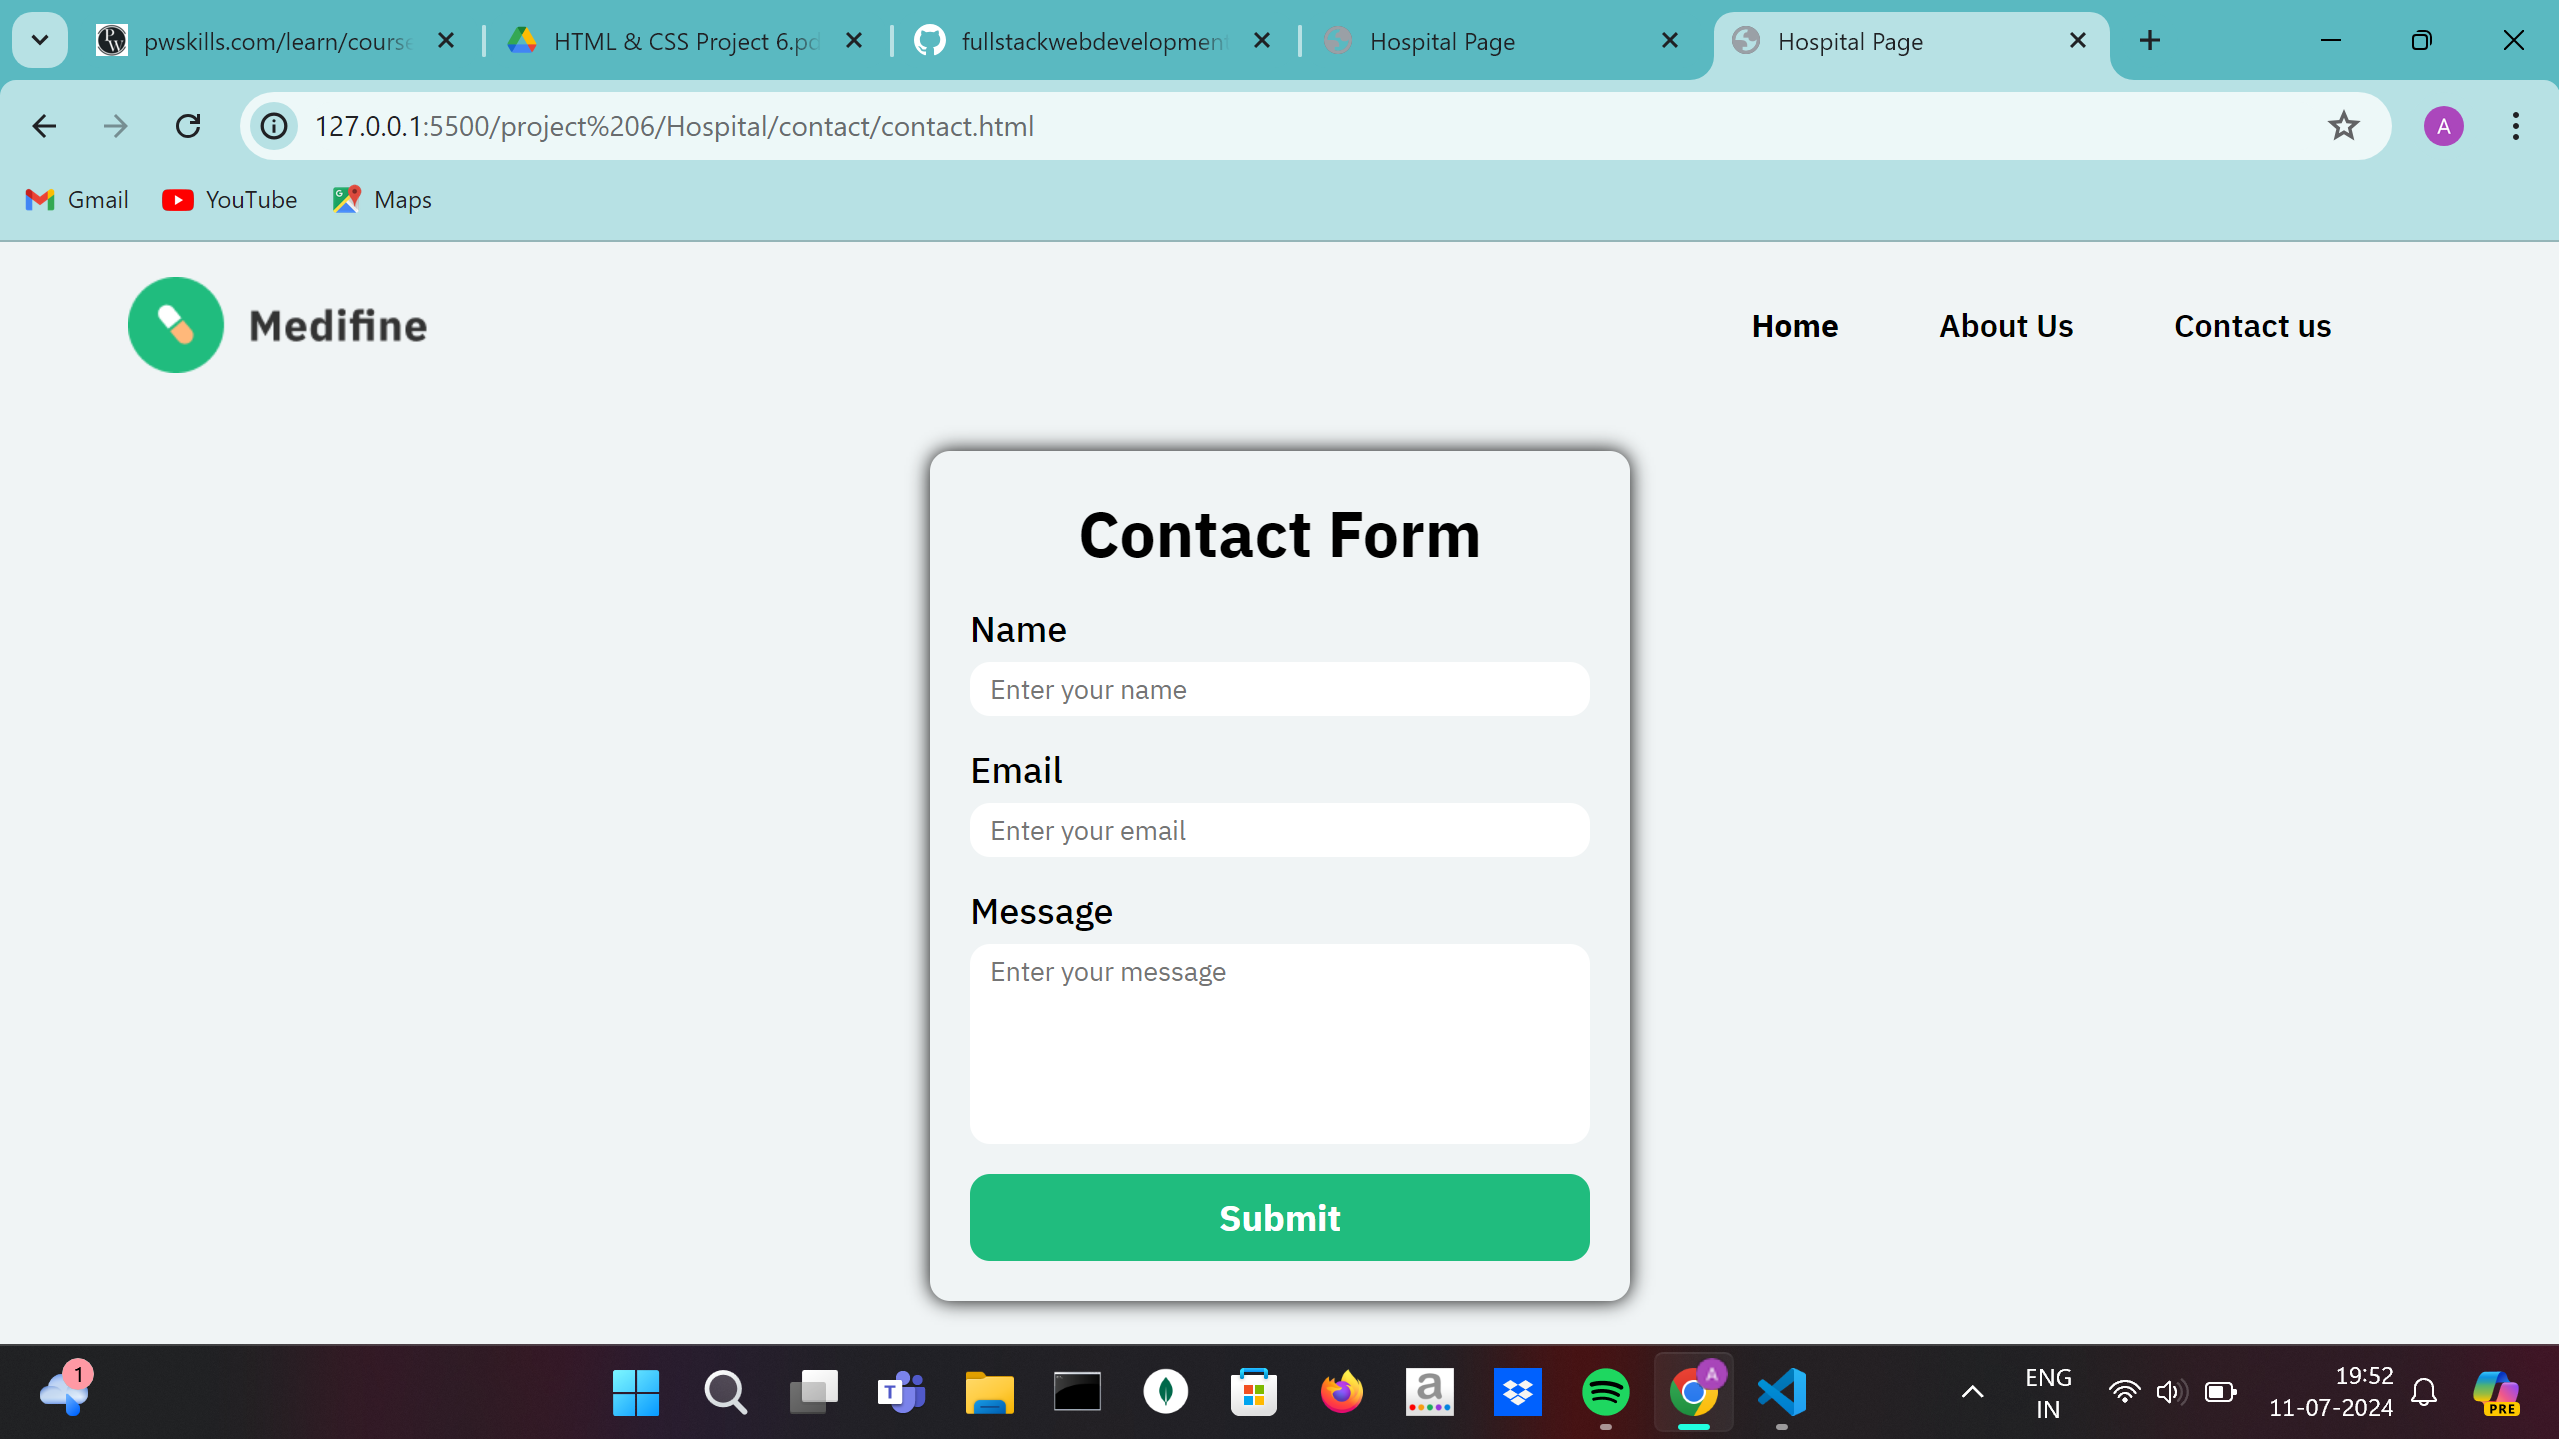 pwskills.com/learn/course
HTML & CSS Project 6.pd
fullstackwebdevelopment
Hospital Page
Hospital Page
127.0.0.1:5500/project%206/Hospital/contact/contact.html
A
Gmail
YouTube
Maps
Medifine
Home
About Us
Contact us
Contact Form
Name
Enter your name
Email
Enter your email
Message
Enter your message
Submit
1
A
ENG
IN
19:52
11-07-2024
PRE